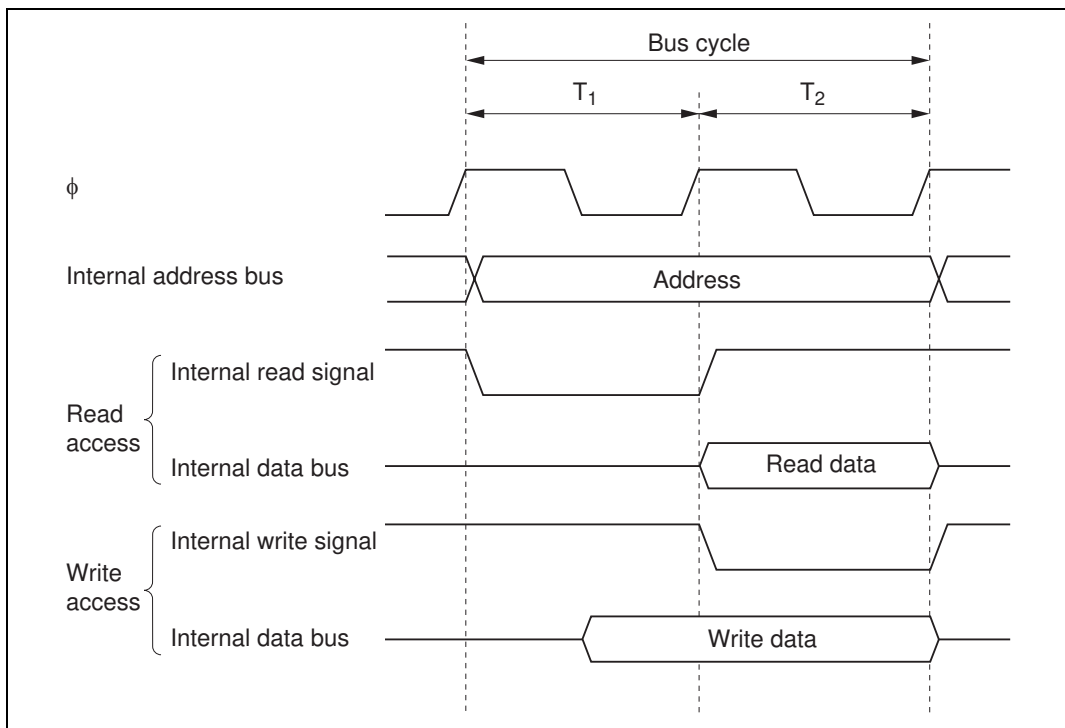 Bus cycle
T₁
T₂
ϕ
Internal address bus
Address
Read
access
Internal read signal
Internal data bus
Read data
Write
access
Internal write signal
Internal data bus
Write data